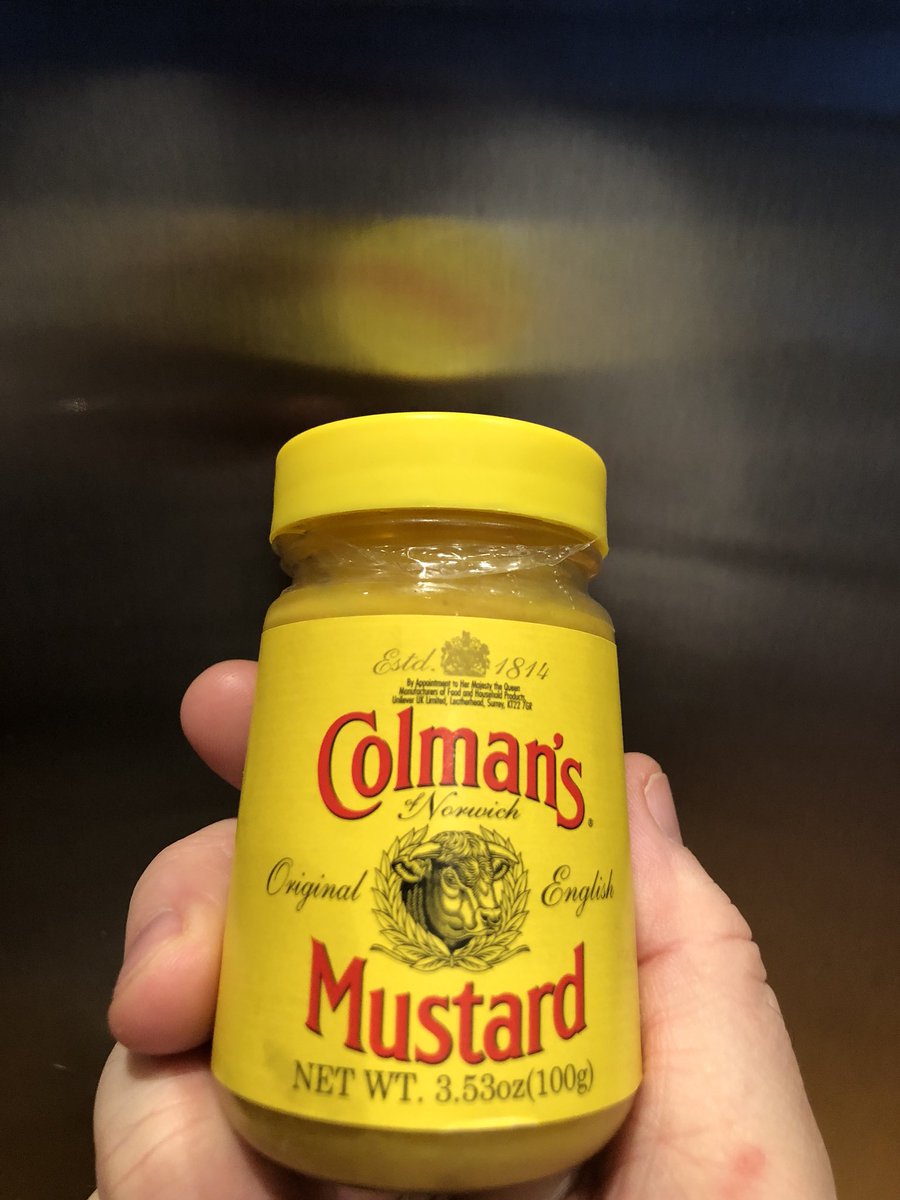 Estd. 1814
By Appointment to Her Majesty the Queen
Manufacturers of Food and Household Products
Unilever UK Limited, Leatherhead, Surrey, KT22 7GR
Colman's®
of Norwich
Original English
Mustard
NET WT. 3.53oz(100g)